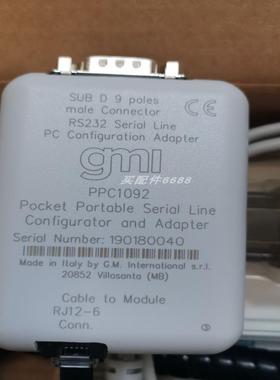 SUB D 9 poles
male Connector
RS232 Serial Line
PC Configuration Adapter
CE
gmi
买配件6688
PPC1092
Pocket Portable Serial Line
Configurator and Adapter
Serial Number: 190180040
Made in Italy by G.M. International s.r.l.
20852 Villasanta (MB)
Cable to Module
RJ12-6
Conn.